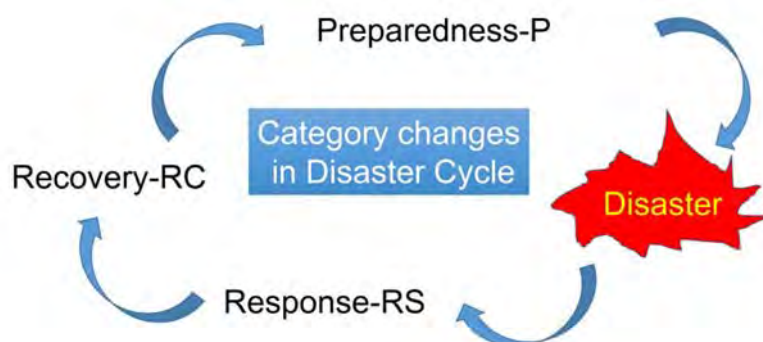 Preparedness-P
Category changes
in Disaster Cycle
Recovery-RC
Disaster
Response-RS